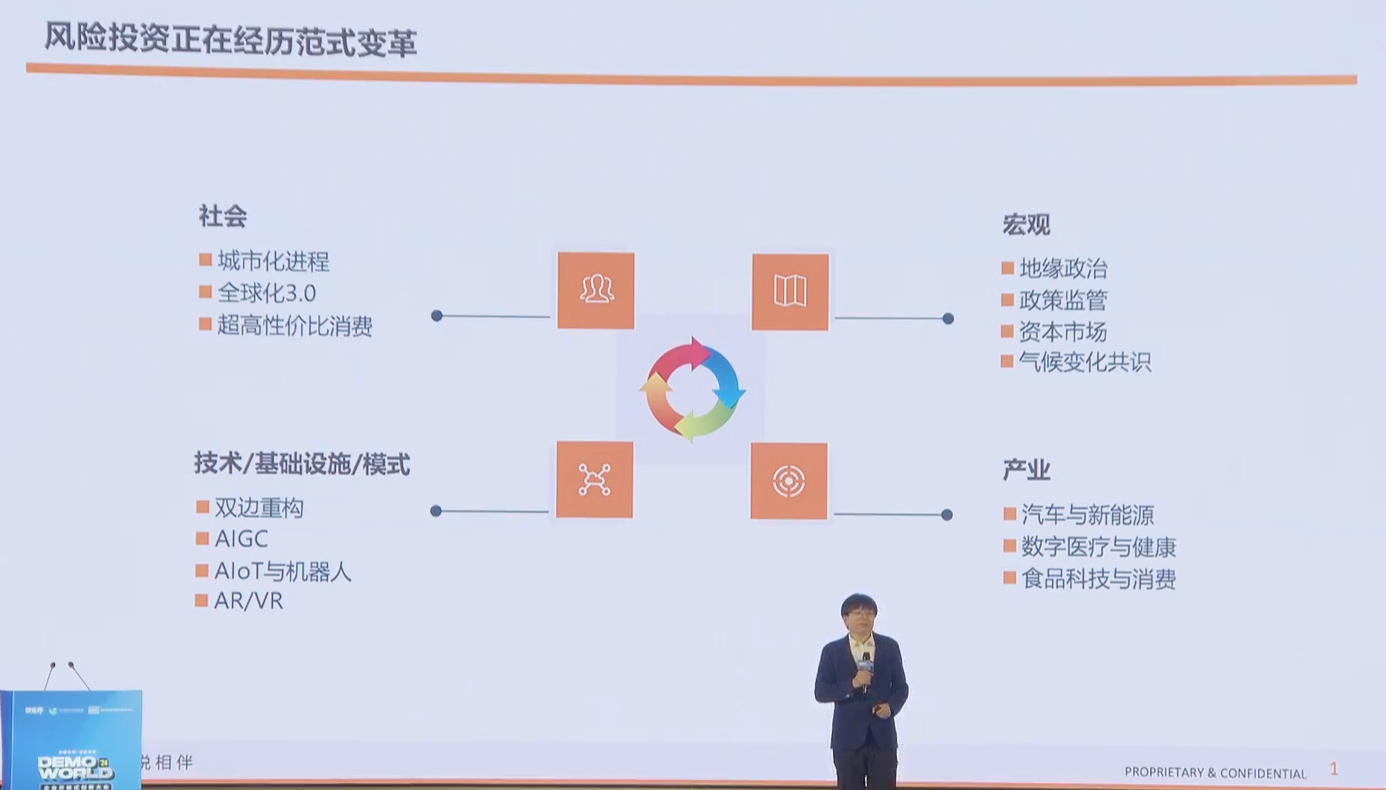 风险投资正在经历范式变革
社会
城市化进程
全球化3.0
超高性价比消费
宏观
地缘政治
政策监管
资本市场
气候变化共识
技术/基础设施/模式
双边重构
AIGC
AIoT与机器人
AR/VR
产业
汽车与新能源
数字医疗与健康
食品科技与消费
DEMO
WORLD
悦相伴
PROPRIETARY & CONFIDENTIAL 1